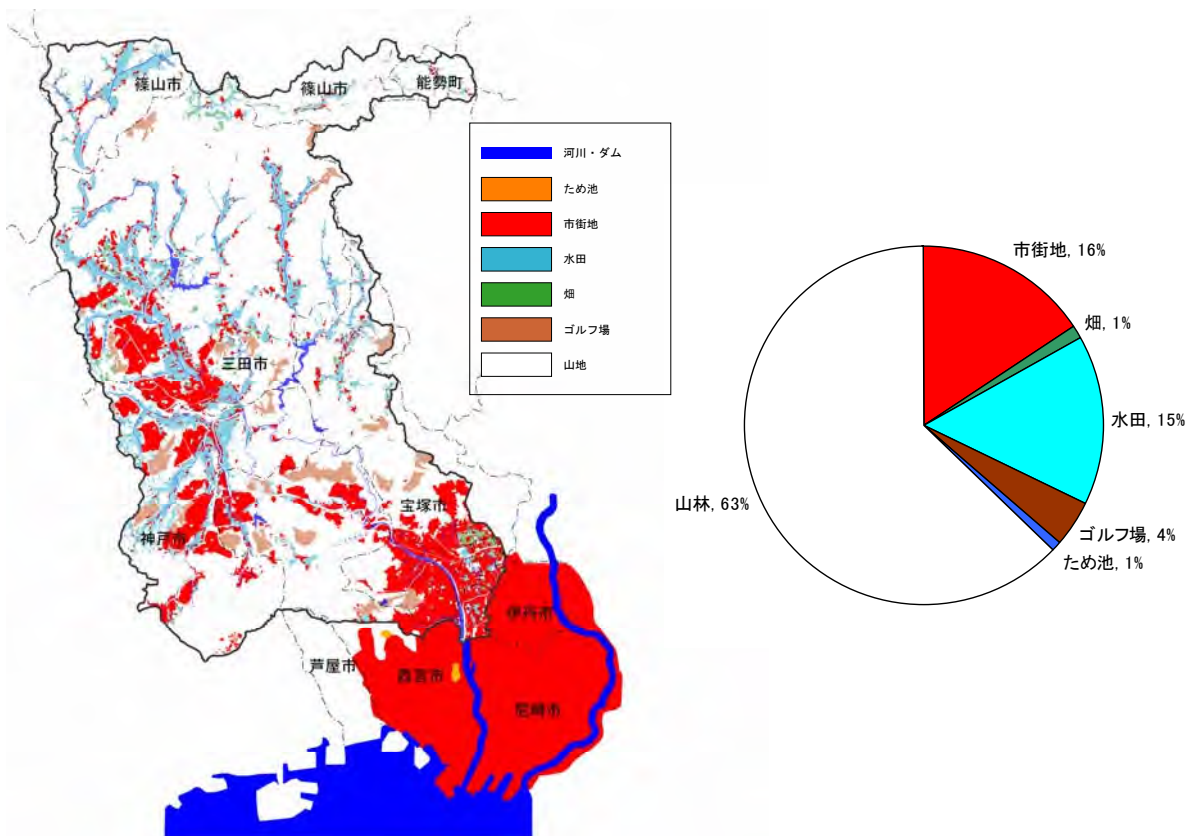 篠山市
篠山市
能勢町
河川・ダム
ため池
市街地
水田
畑
ゴルフ場
山地
三田市
宝塚市
神戸市
伊丹市
芦屋市
西宮市
尼崎市
市街地, 16%
畑, 1%
水田, 15%
ゴルフ場, 4%
ため池, 1%
山林, 63%